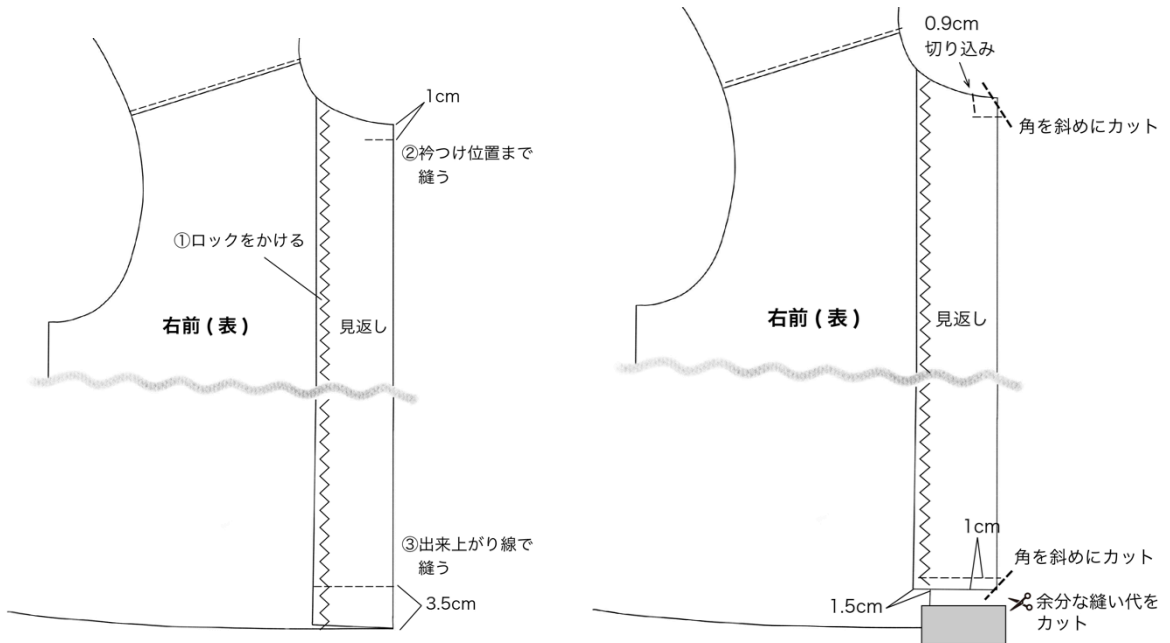 1cm
②衿つけ位置まで
縫う
①ロックをかける
右前 ( 表 )
見返し
③出来上がり線で
縫う
3.5cm
0.9cm
切り込み
角を斜めにカット
右前 ( 表 )
見返し
1cm
角を斜めにカット
1.5cm
余分な縫い代を
カット